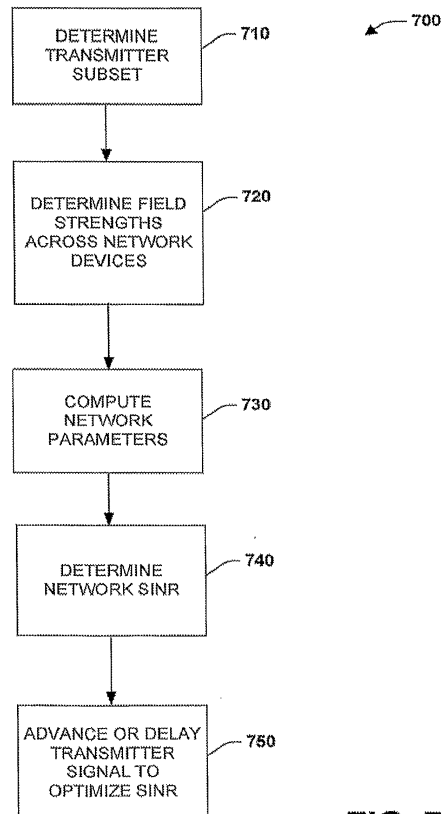 DETERMINE
TRANSMITTER
SUBSET
710
700
DETERMINE FIELD
STRENGTHS
ACROSS NETWORK
DEVICES
720
COMPUTE
NETWORK
PARAMETERS
730
DETERMINE
NETWORK SINR
740
ADVANCE OR DELAY
TRANSMITTER
SIGNAL TO
OPTIMIZE SINR
750